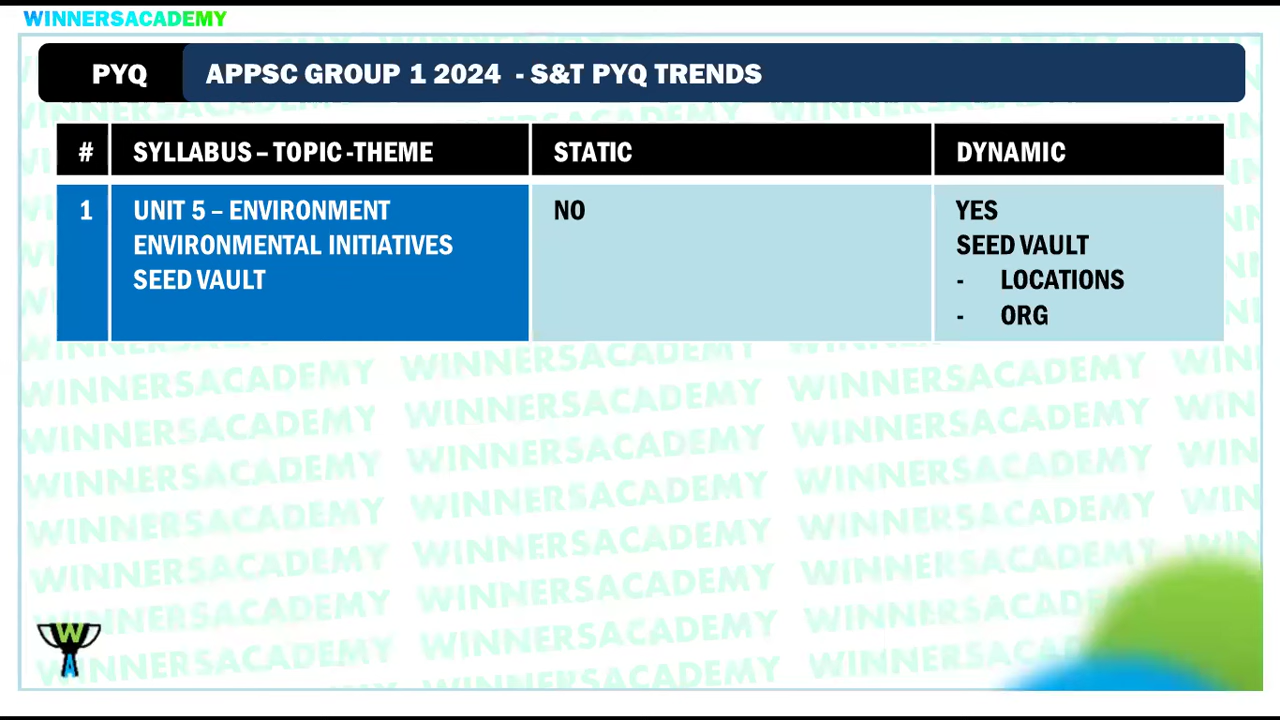 WINNERSACADEMY
PYQ
APPSC GROUP 1 2024 - S&T PYQ TRENDS
# SYLLABUS – TOPIC -THEME STATIC DYNAMIC
1 UNIT 5 – ENVIRONMENT NO YES
ENVIRONMENTAL INITIATIVES SEED VAULT
SEED VAULT - LOCATIONS
- ORG
WA